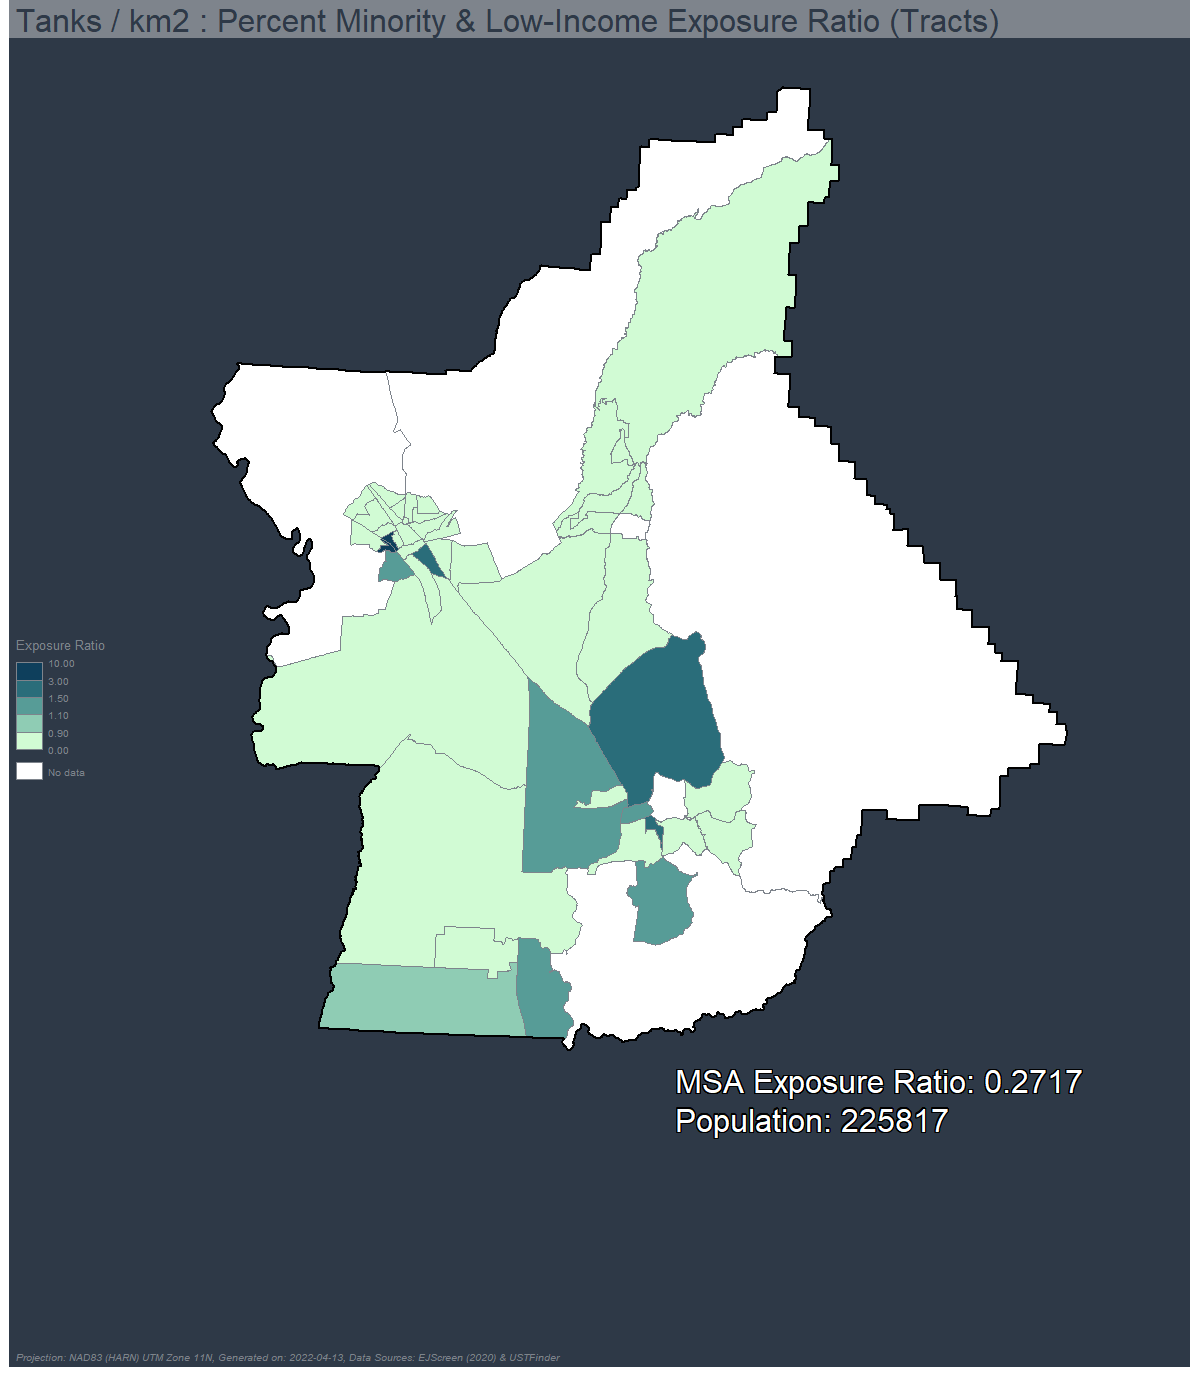 Tanks / km2 : Percent Minority & Low-Income Exposure Ratio (Tracts)
Exposure Ratio
10.00
3.00
1.50
1.10
0.90
0.00
No data
MSA Exposure Ratio: 0.2717
Population: 225817
Projection: NAD83 (HARN) UTM Zone 11N, Generated on: 2022-04-13, Data Sources: EJScreen (2020) & USTFinder